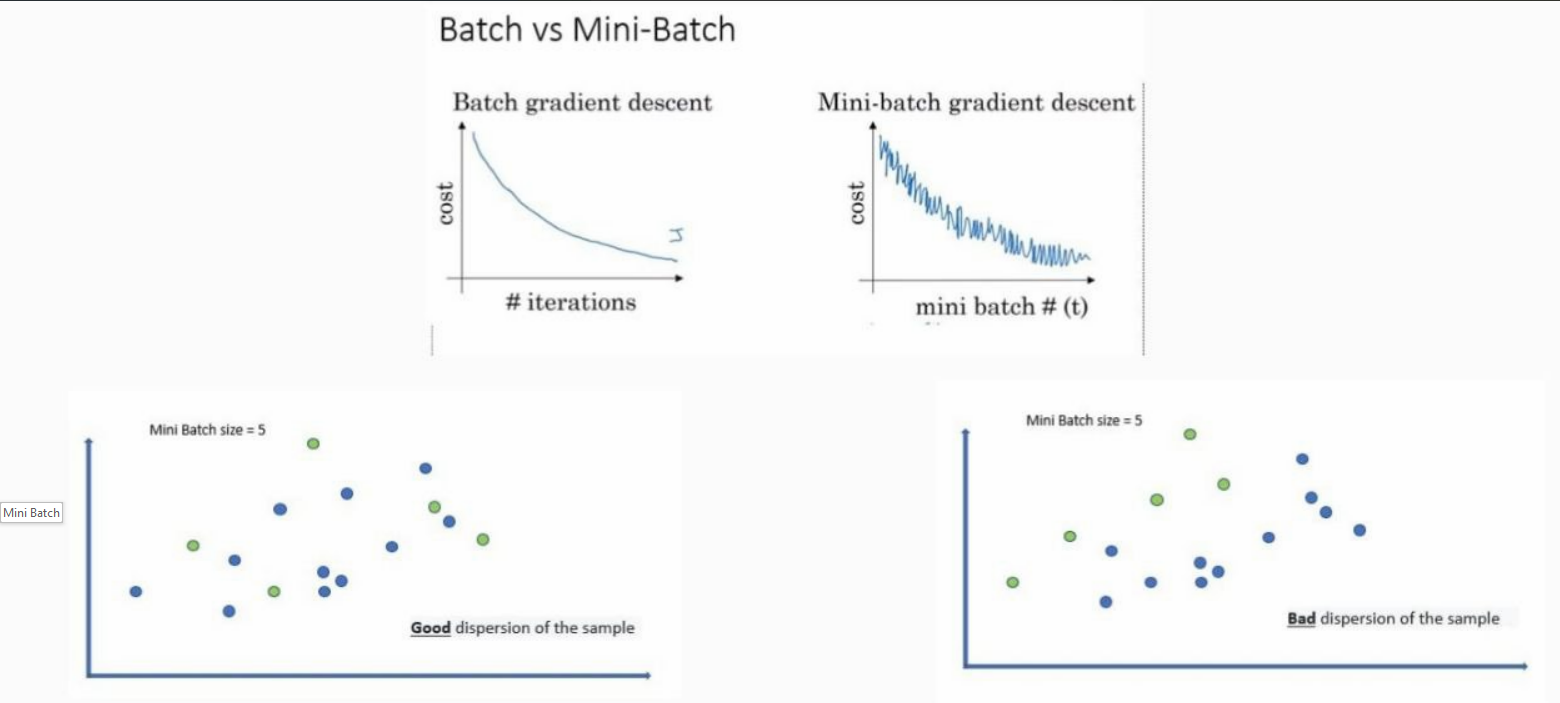 Batch vs Mini-Batch
Batch gradient descent
cost
J
# iterations
Mini-batch gradient descent
cost
mini batch # (t)
Mini Batch size = 5
Good dispersion of the sample
Mini Batch
Mini Batch size = 5
Bad dispersion of the sample